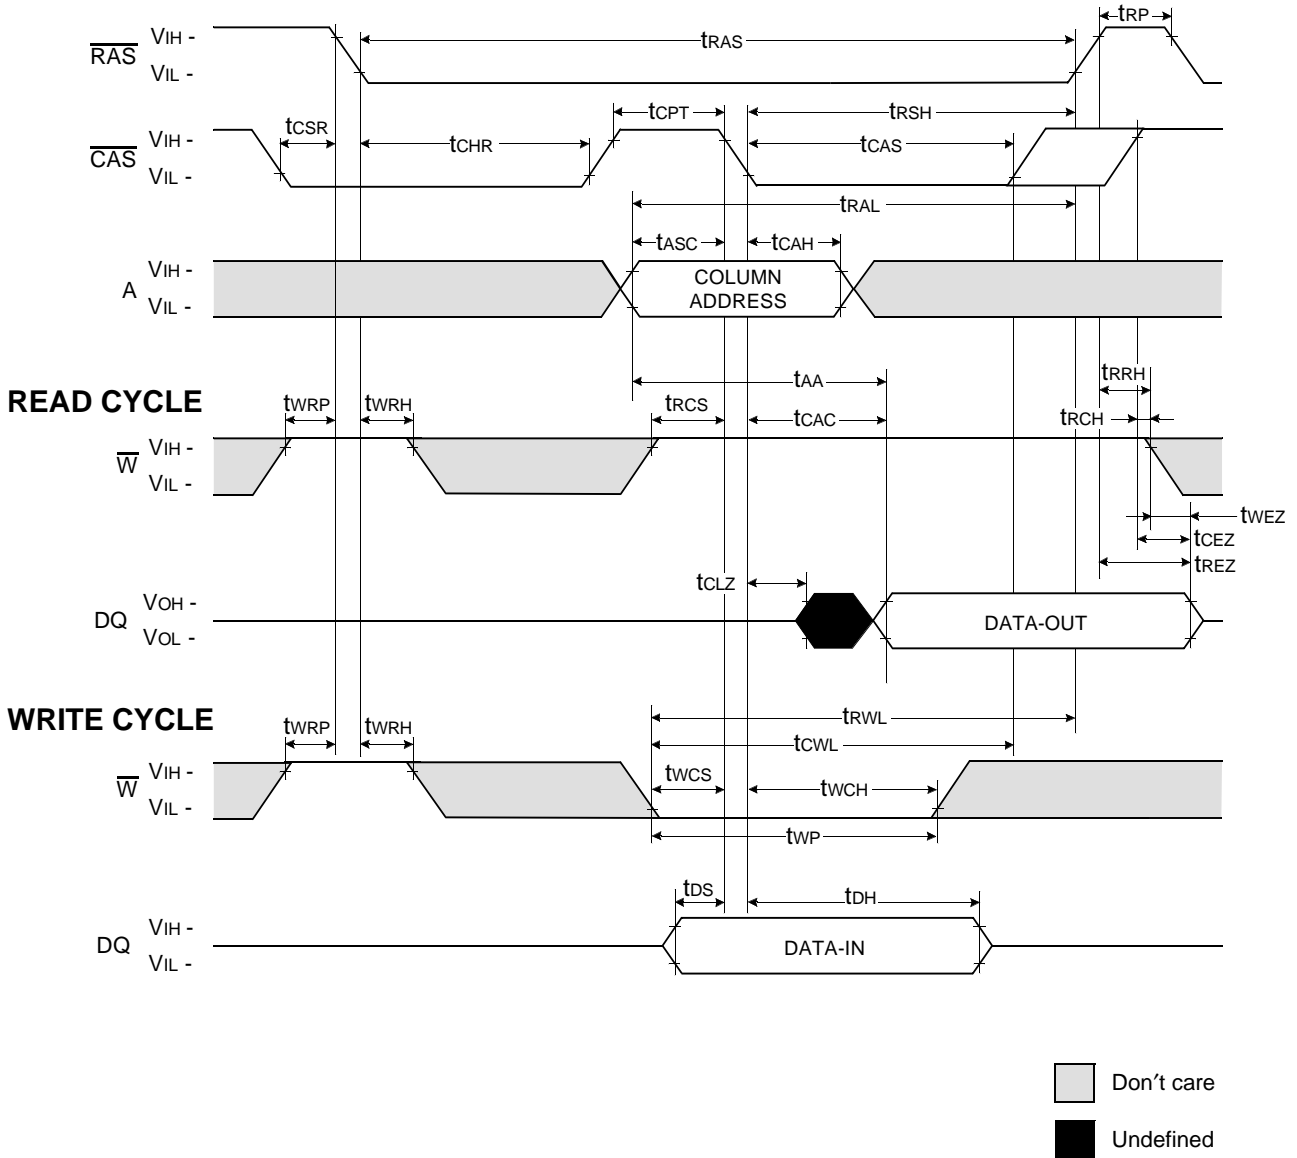 tRP
RAS VIH - tRAS
VIL -
tCPT tRSH
tCSR
CAS VIH - tCHR tCAS
VIL -
tRAL
tASC tCAH
A VIH - COLUMN
VIL - ADDRESS
tAA tRRH
READ CYCLE
tWRP tWRH tRCS tCAC tRCH
W VIH -
VIL -
tWEZ
tCEZ
tREZ
tCLZ
DQ VOH - DATA-OUT
VOL -
WRITE CYCLE
tWRP tWRH tRWL
tCWL
W VIH - tWCS tWCH
VIL -
tWP
tDS tDH
DQ VIH - DATA-IN
VIL -
Don′t care
Undefined